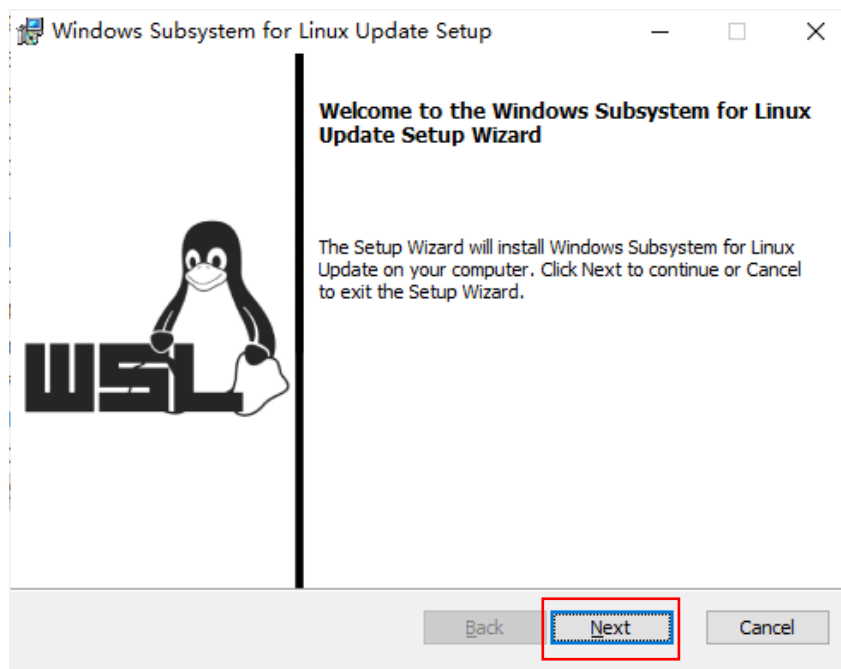 Windows Subsystem for Linux Update Setup
Welcome to the Windows Subsystem for Linux
Update Setup Wizard
The Setup Wizard will install Windows Subsystem for Linux
Update on your computer. Click Next to continue or Cancel
to exit the Setup Wizard.
WSL
Back
Next
Cancel